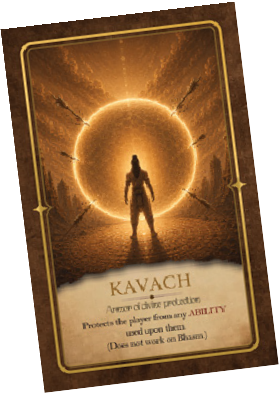 KAVACH
Armor of divine protection
Protects the player from any ABILITY
used upon them.
(Does not work on Bhasm)